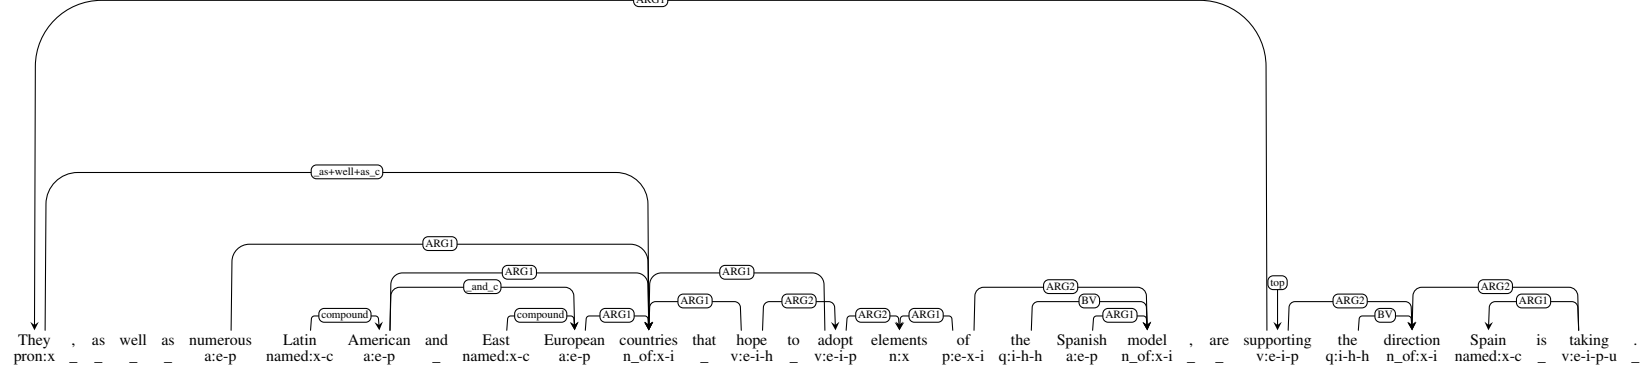 ARG1
_as+well+as_c
ARG1
ARG1 ARG1
top
_and_c ARG2 ARG2
ARG1 ARG2 BV ARG2 ARG1
compound compound ARG1 ARG2 ARG1 ARG1 BV
They , as well as numerous Latin American and East European countries that hope to adopt elements of the Spanish model , are supporting the direction Spain is taking .
pron:x _ _ _ _ a:e-p named:x-c a:e-p _ named:x-c a:e-p n_of:x-i _ v:e-i-h _ v:e-i-p n:x p:e-x-i q:i-h-h a:e-p n_of:x-i _ _ v:e-i-p q:i-h-h n_of:x-i named:x-c _ v:e-i-p-u _